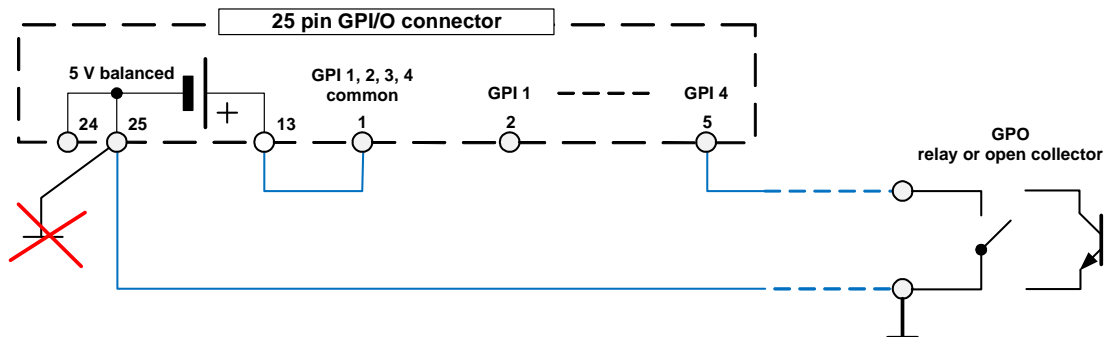 25 pin GPI/O connector
5 V balanced
GPI 1, 2, 3, 4
common
GPI 1
GPI 4
24
25
+
13
1
2
5
GPO
relay or open collector